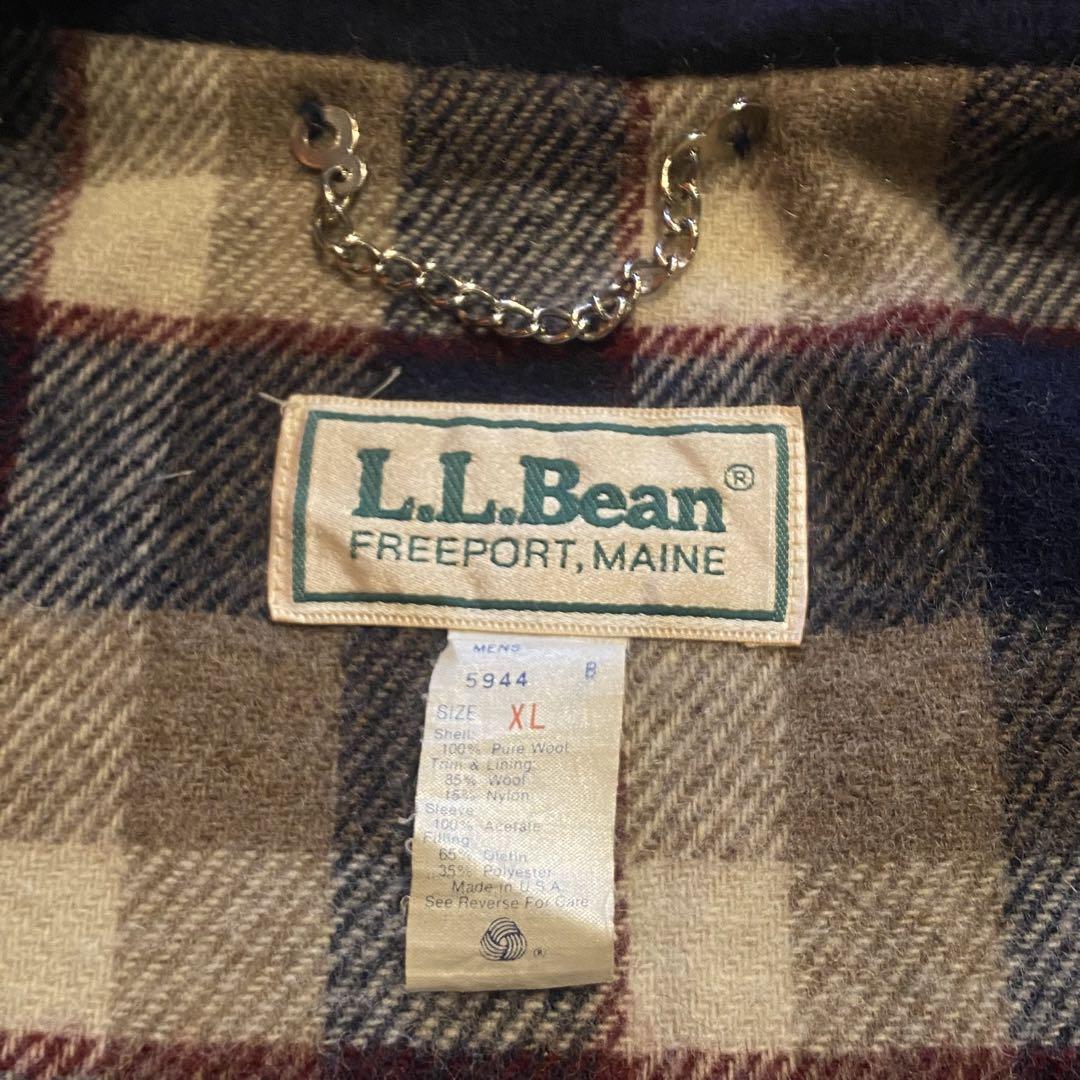 L.L.Bean®
FREEPORT, MAINE
MENS
5944 B
SIZE XL
Shell:
100% Pure Wool
Trim & Lining:
85% Wool
15% Nylon
Sleeve
100% Acetate
Filling:
65% Olefin
35% Polyester
Made in U.S.A.
See Reverse For Care
®